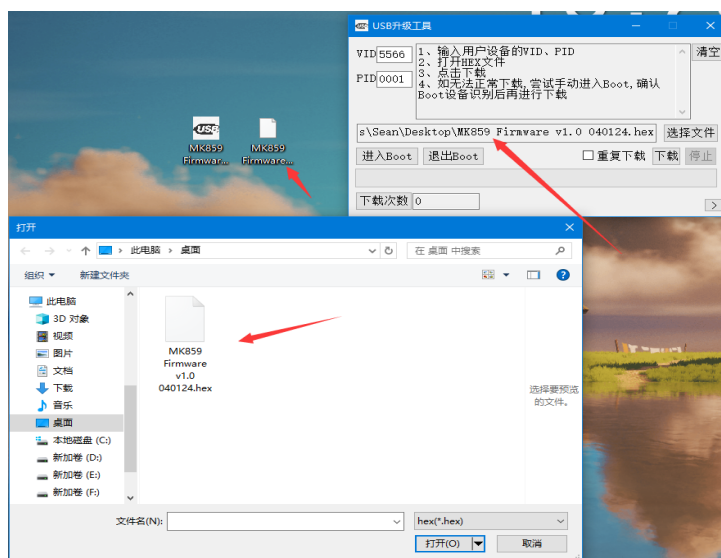 USB升级工具
VID 5566
PID 0001
1、输入用户设备的VID、PID
2、打开HEX文件
3、点击下载
4、如无法正常下载,尝试手动进入Boot,确认
Boot设备识别后再进行下载
清空
s\Sean\Desktop\MK859 Firmware v1.0 040124.hex 选择文件
进入Boot 退出Boot 重复下载 下载 停止
下载次数 0
>
USB
MK859
Firmwar...
MK859
Firmware...
打开
此电脑 > 桌面
在 桌面 中搜索
组织 新建文件夹
此电脑
3D 对象
视频
图片
文档
下载
音乐
桌面
本地磁盘 (C:)
新加卷 (D:)
新加卷 (E:)
新加卷 (F:)
MK859
Firmware
v1.0
040124.hex
选择要预览
的文件。
文件名(N):
hex(*.hex)
打开(O) 取消